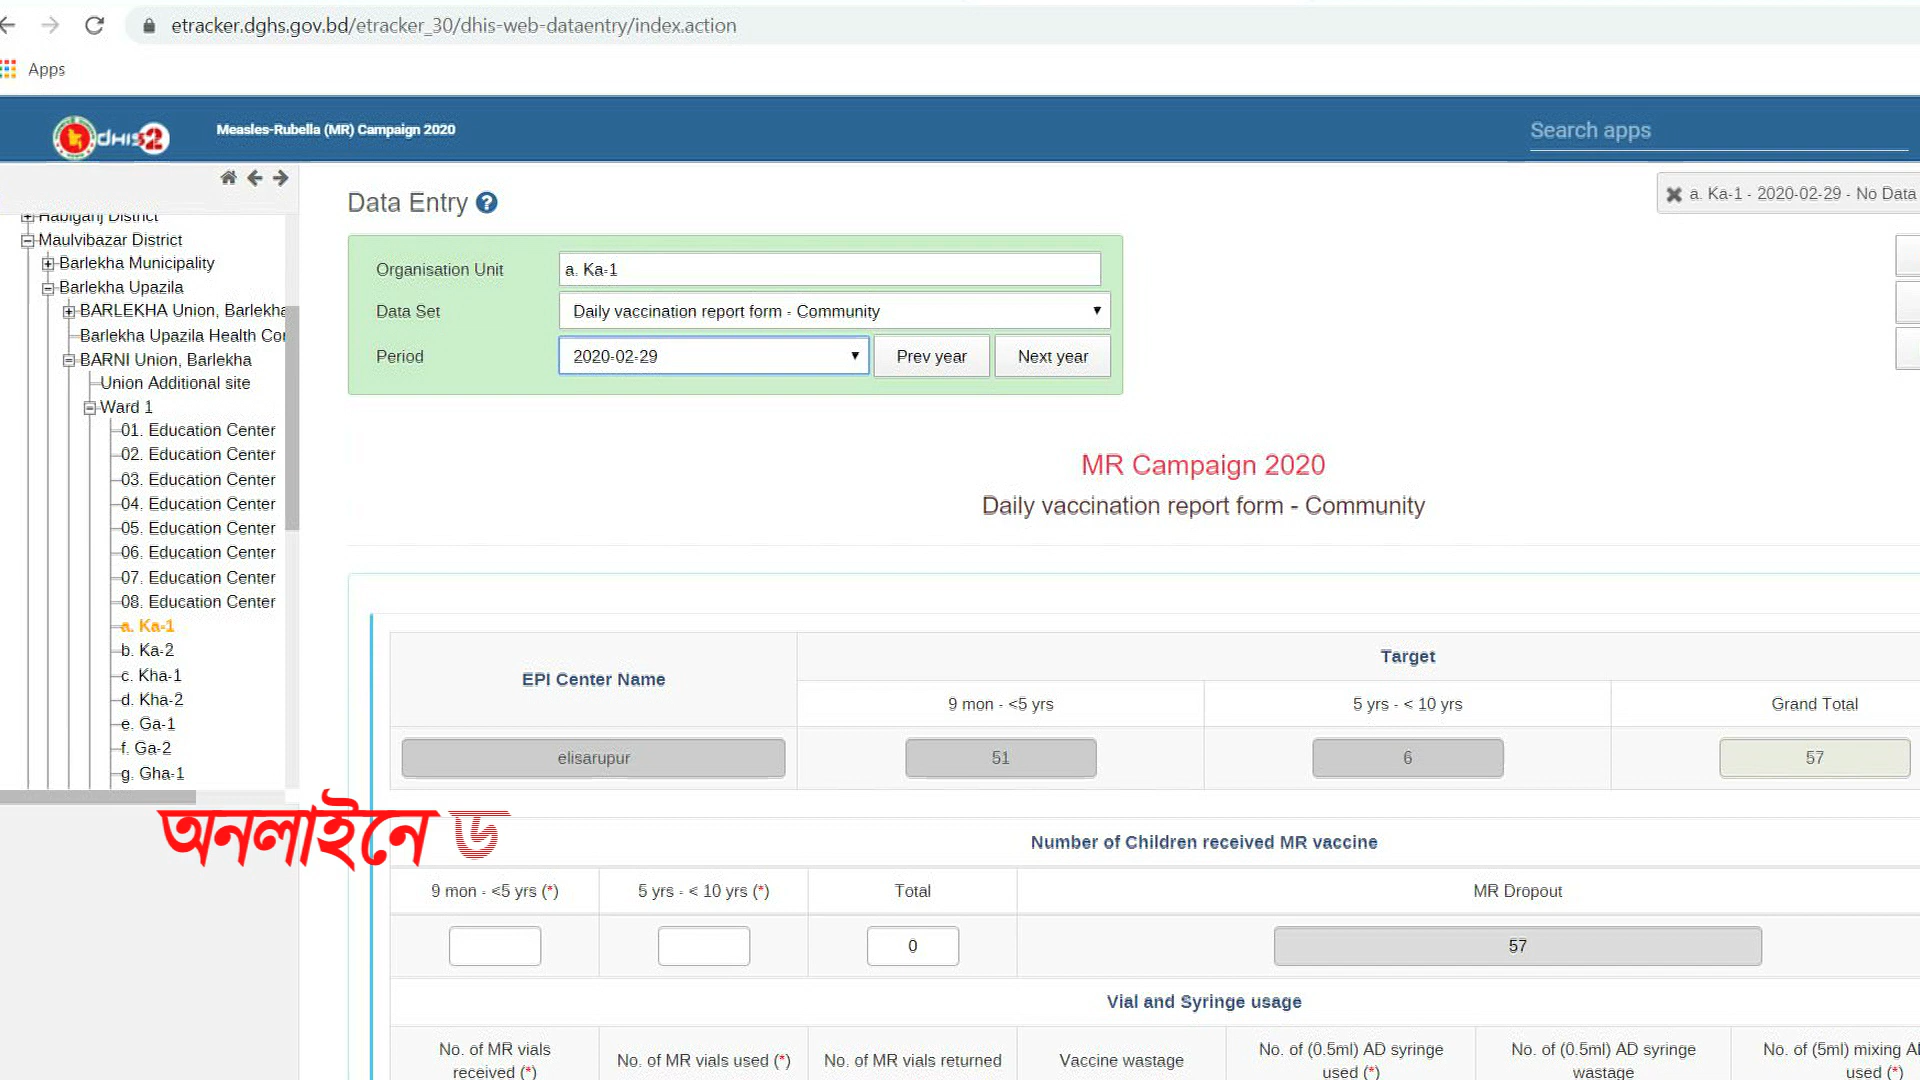 etracker.dghs.gov.bd/etracker_30/dhis-web-dataentry/index.action
Apps
dHIS2
Measles-Rubella (MR) Campaign 2020
Search apps
Habiganj District
Maulvibazar District
Barlekha Municipality
Barlekha Upazila
BARLEKHA Union, Barlekha
Barlekha Upazila Health Co
BARNI Union, Barlekha
Union Additional site
Ward 1
01. Education Center
02. Education Center
03. Education Center
04. Education Center
05. Education Center
06. Education Center
07. Education Center
08. Education Center
a. Ka-1
b. Ka-2
c. Kha-1
d. Kha-2
e. Ga-1
f. Ga-2
g. Gha-1
Data Entry ?
a. Ka-1 - 2020-02-29 - No Data
Organisation Unit a. Ka-1
Data Set Daily vaccination report form - Community
Period 2020-02-29 Prev year Next year
MR Campaign 2020
Daily vaccination report form - Community
EPI Center Name Target
9 mon - <5 yrs 5 yrs - < 10 yrs Grand Total
elisarupur 51 6 57
অনলাইনে ড
Number of Children received MR vaccine
9 mon - <5 yrs (*) 5 yrs - < 10 yrs (*) Total MR Dropout
0 57
Vial and Syringe usage
No. of MR vials received (*) No. of MR vials used (*) No. of MR vials returned Vaccine wastage No. of (0.5ml) AD syringe used (*) No. of (0.5ml) AD syringe wastage No. of (5ml) mixing AD used (*)